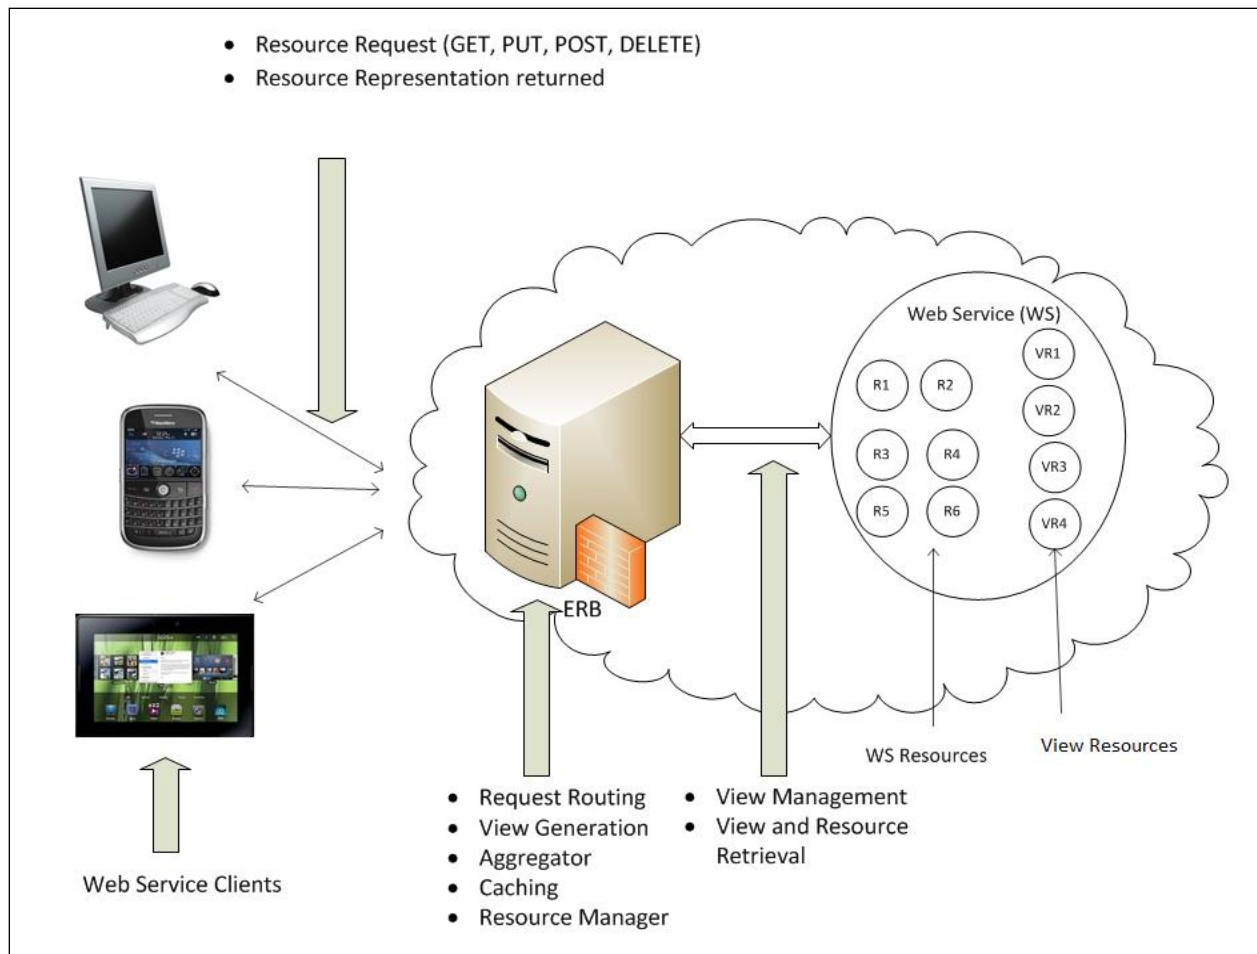 • Resource Request (GET, PUT, POST, DELETE)
• Resource Representation returned
Web Service (WS)
VR1
R1
R2
VR2
R3
R4
VR3
R5
R6
VR4
ERB
WS Resources
View Resources
• Request Routing
• View Generation
• Aggregator
• Caching
• Resource Manager
• View Management
• View and Resource
Retrieval
Web Service Clients